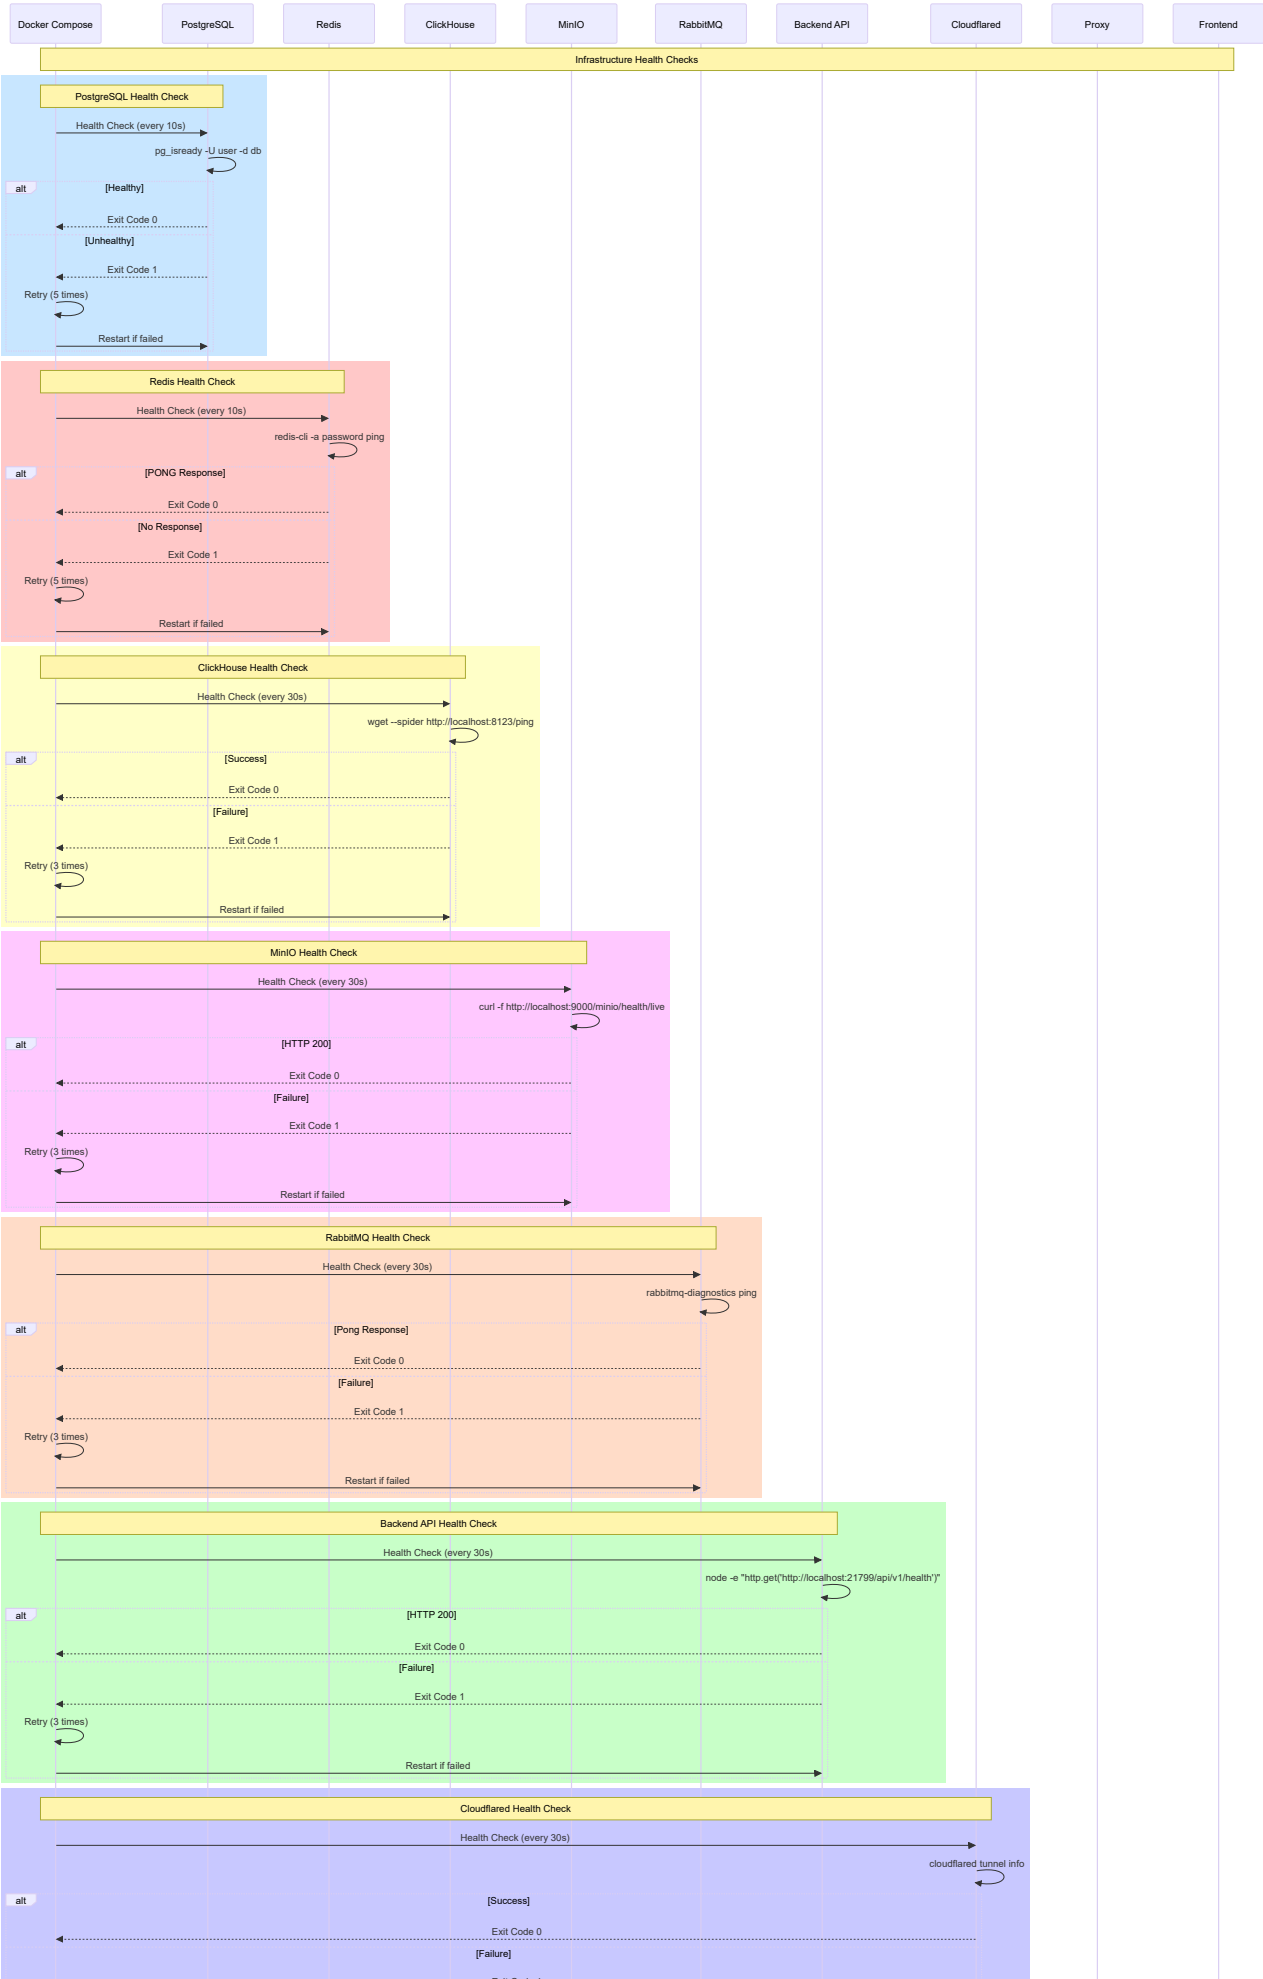 Docker Compose
PostgreSQL
Redis
ClickHouse
MinIO
RabbitMQ
Backend API
Cloudflared
Proxy
Frontend
Infrastructure Health Checks
PostgreSQL Health Check
Health Check (every 10s)
pg_isready -U user -d db
alt
[Healthy]
Exit Code 0
[Unhealthy]
Exit Code 1
Retry (5 times)
Restart if failed
Redis Health Check
Health Check (every 10s)
redis-cli -a password ping
alt
[PONG Response]
Exit Code 0
[No Response]
Exit Code 1
Retry (5 times)
Restart if failed
ClickHouse Health Check
Health Check (every 30s)
wget --spider http://localhost:8123/ping
alt
[Success]
Exit Code 0
[Failure]
Exit Code 1
Retry (3 times)
Restart if failed
MinIO Health Check
Health Check (every 30s)
curl -f http://localhost:9000/minio/health/live
alt
[HTTP 200]
Exit Code 0
[Failure]
Exit Code 1
Retry (3 times)
Restart if failed
RabbitMQ Health Check
Health Check (every 30s)
rabbitmq-diagnostics ping
alt
[Pong Response]
Exit Code 0
[Failure]
Exit Code 1
Retry (3 times)
Restart if failed
Backend API Health Check
Health Check (every 30s)
node -e "http.get('http://localhost:21799/api/v1/health')"
alt
[HTTP 200]
Exit Code 0
[Failure]
Exit Code 1
Retry (3 times)
Restart if failed
Cloudflared Health Check
Health Check (every 30s)
cloudflared tunnel info
alt
[Success]
Exit Code 0
[Failure]